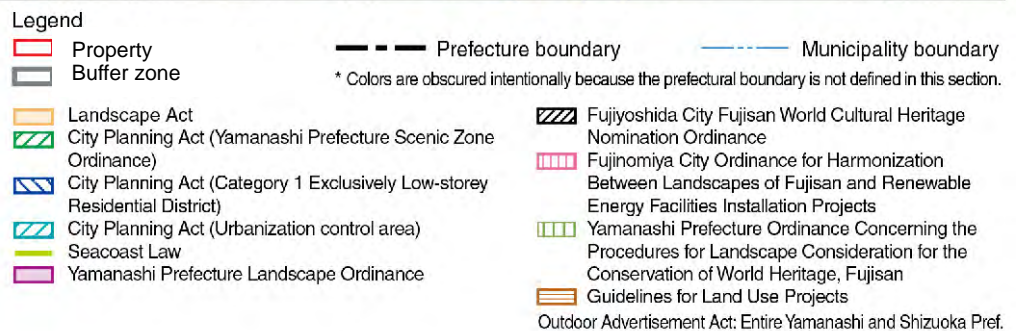 Legend
Property
Prefecture boundary
Municipality boundary
Buffer zone
* Colors are obscured intentionally because the prefectural boundary is not defined in this section.
Landscape Act
City Planning Act (Yamanashi Prefecture Scenic Zone
Ordinance)
City Planning Act (Category 1 Exclusively Low-storey
Residential District)
City Planning Act (Urbanization control area)
Seacoast Law
Yamanashi Prefecture Landscape Ordinance
Fujiyoshida City Fujisan World Cultural Heritage
Nomination Ordinance
Fujinomiya City Ordinance for Harmonization
Between Landscapes of Fujisan and Renewable
Energy Facilities Installation Projects
Yamanashi Prefecture Ordinance Concerning the
Procedures for Landscape Consideration for the
Conservation of World Heritage, Fujisan
Guidelines for Land Use Projects
Outdoor Advertisement Act: Entire Yamanashi and Shizuoka Pref.